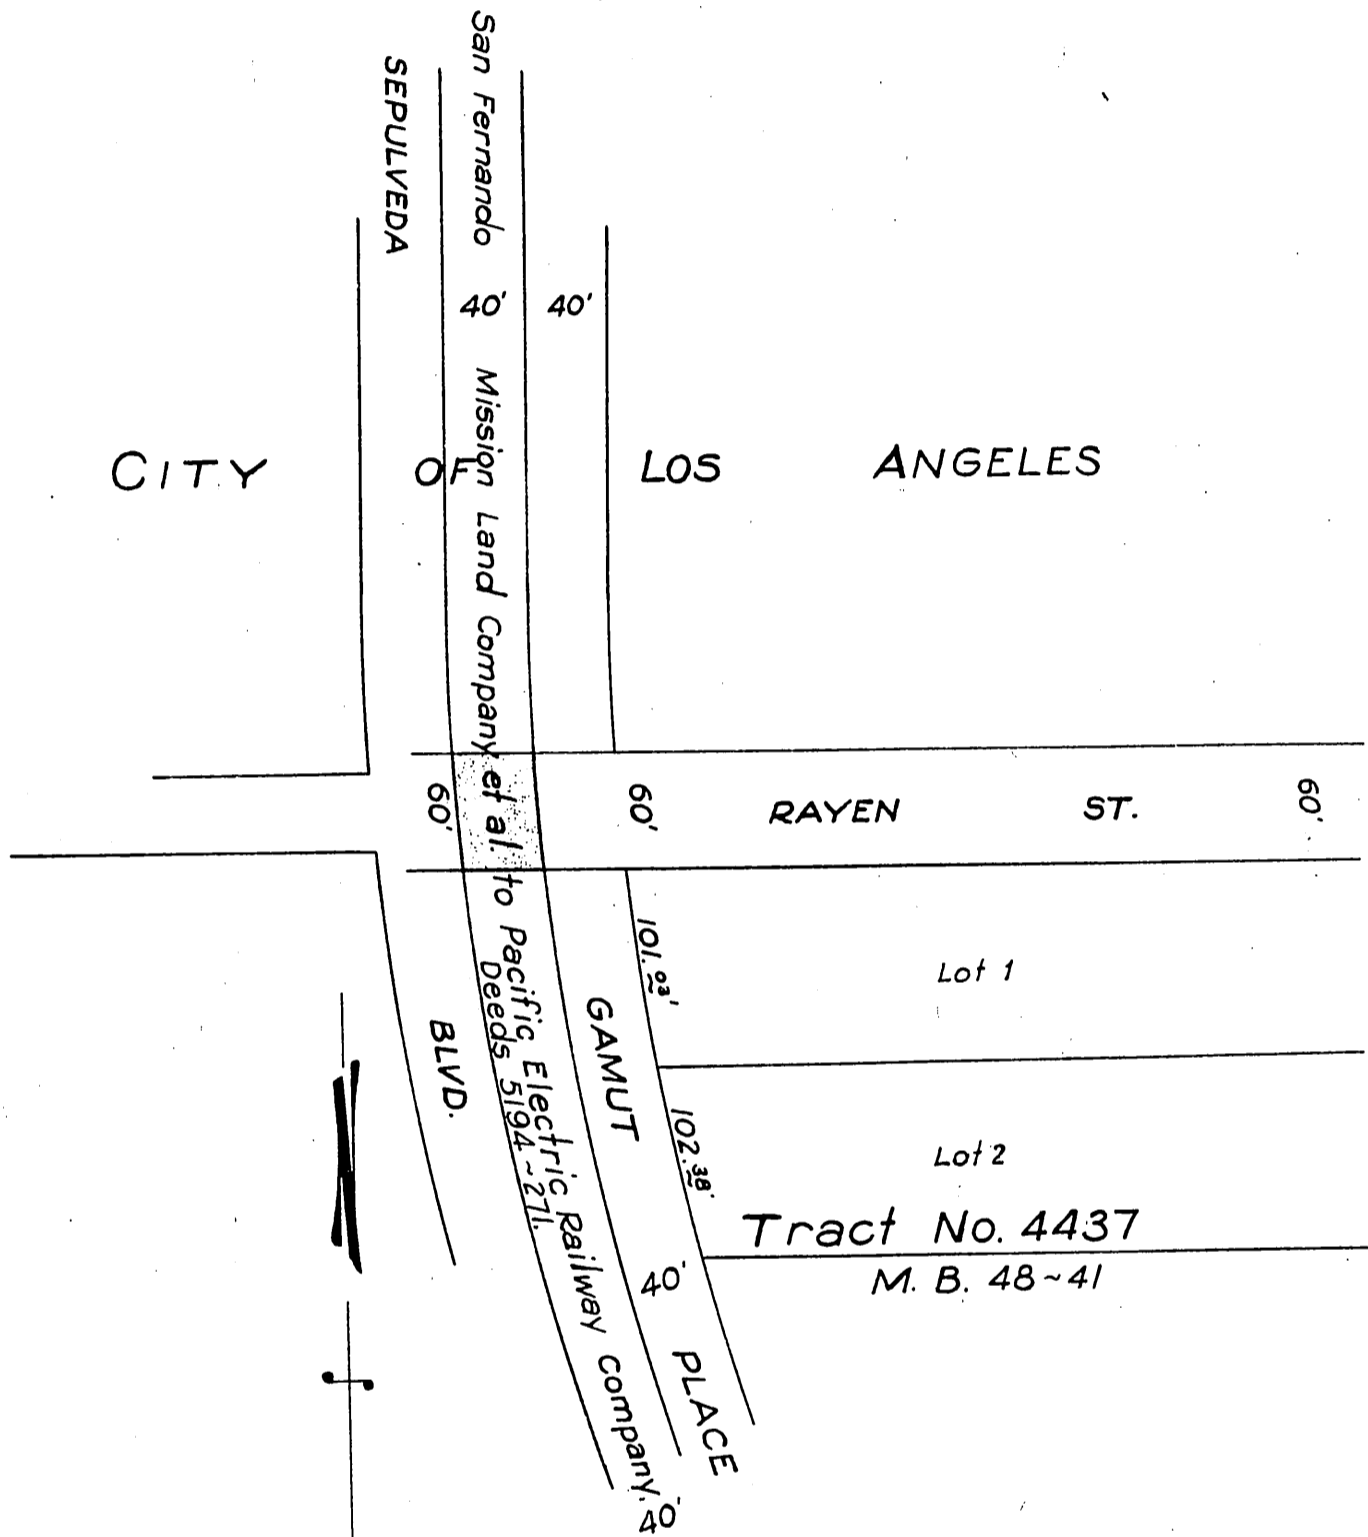 San Fernando Mission Land Company et al. to Pacific Electric Railway Company.
Deeds 5194~271.
SEPULVEDA
BLVD.
40'
40'
CITY OF LOS ANGELES
60'
60'
RAYEN ST.
60'
101.03'
Lot 1
GAMUT PLACE
102.38'
Lot 2
Tract No. 4437
M. B. 48~41
40'
40'